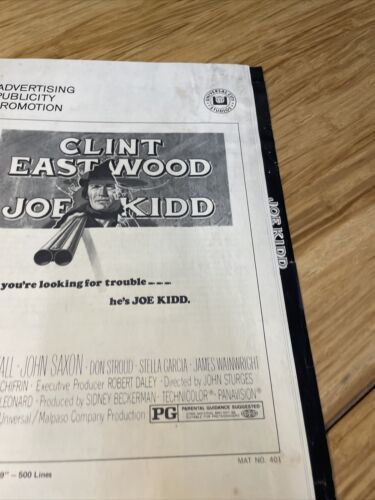 ADVERTISING
PUBLICITY
PROMOTION
CLINT
EASTWOOD
JOE KIDD
you're looking for trouble----
he's JOE KIDD.
JOHN SAXON · DON STROUD · STELLA GARCIA · JAMES WAINWRIGHT
SCHIFRIN · Executive Producer ROBERT DALEY · Directed by JOHN STURGES
LEONARD · Produced by SIDNEY BECKERMAN · TECHNICOLOR® · PANAVISION®
Universal / Malpaso Company Production
PG PARENTAL GUIDANCE SUGGESTED
MAT NO. 401
9" — 500 Lines
JOE KIDD